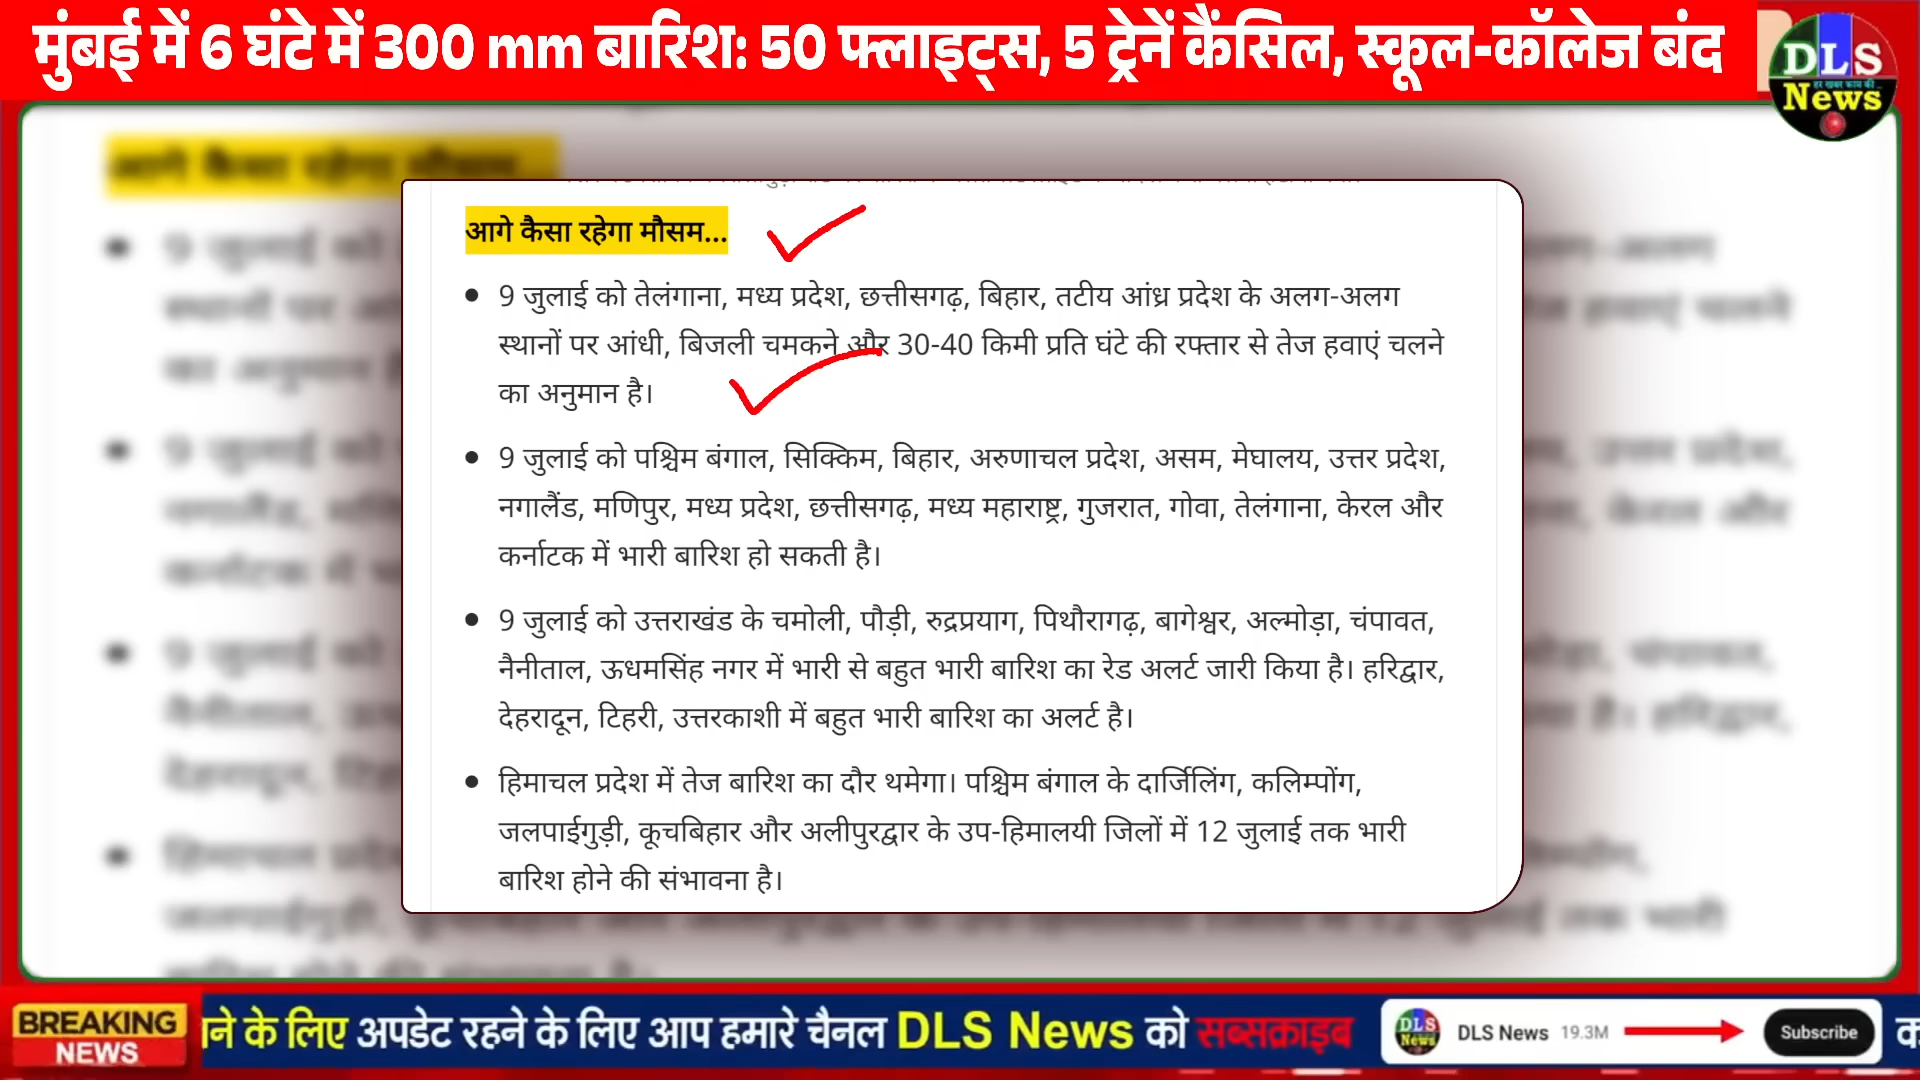 मुंबई में 6 घंटे में 300 mm बारिश: 50 फ्लाइट्स, 5 ट्रेनें कैंसिल, स्कूल-कॉलेज बंद
DLS
हर खबर काम की
News
आगे कैसा रहेगा मौसम...
• 9 जुलाई को तेलंगाना, मध्य प्रदेश, छत्तीसगढ़, बिहार, तटीय आंध्र प्रदेश के अलग-अलग
स्थानों पर आंधी, बिजली चमकने और 30-40 किमी प्रति घंटे की रफ्तार से तेज हवाएं चलने
का अनुमान है।
• 9 जुलाई को पश्चिम बंगाल, सिक्किम, बिहार, अरुणाचल प्रदेश, असम, मेघालय, उत्तर प्रदेश,
नगालैंड, मणिपुर, मध्य प्रदेश, छत्तीसगढ़, मध्य महाराष्ट्र, गुजरात, गोवा, तेलंगाना, केरल और
कर्नाटक में भारी बारिश हो सकती है।
• 9 जुलाई को उत्तराखंड के चमोली, पौड़ी, रुद्रप्रयाग, पिथौरागढ़, बागेश्वर, अल्मोड़ा, चंपावत,
नैनीताल, ऊधमसिंह नगर में भारी से बहुत भारी बारिश का रेड अलर्ट जारी किया है। हरिद्वार,
देहरादून, टिहरी, उत्तरकाशी में बहुत भारी बारिश का अलर्ट है।
• हिमाचल प्रदेश में तेज बारिश का दौर थमेगा। पश्चिम बंगाल के दार्जिलिंग, कलिम्पोंग,
जलपाईगुड़ी, कूचबिहार और अलीपुरद्वार के उप-हिमालयी जिलों में 12 जुलाई तक भारी
बारिश होने की संभावना है।
BREAKING
NEWS
ने के लिए अपडेट रहने के लिए आप हमारे चैनल DLS News को सब्सक्राइब
DLS News 19.3M
Subscribe